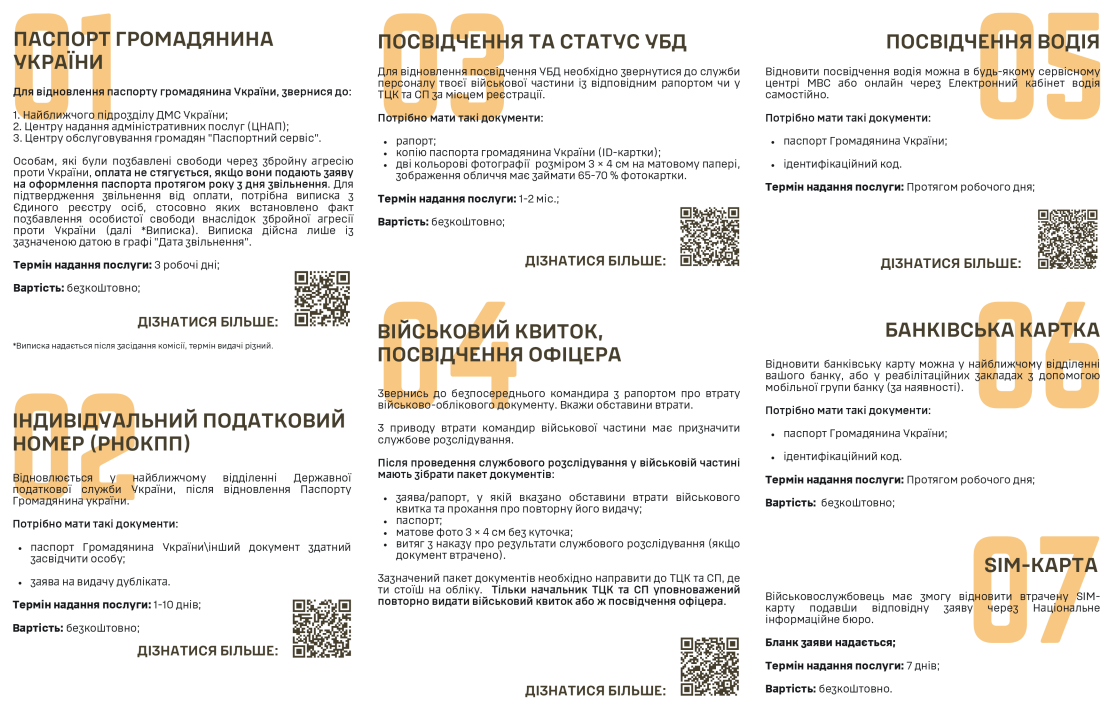 01
ПАСПОРТ ГРОМАДЯНИНА
УКРАЇНИ
Для відновлення паспорту громадянина України, звернися до:
1. Найближчого підрозділу ДМС України;
2. Центру надання адміністративних послуг (ЦНАП);
3. Центру обслуговування громадян "Паспортний сервіс".
Особам, які були позбавлені свободи через збройну агресію
проти України, оплата не стягується, якщо вони подають заяву
на оформлення паспорта протягом року з дня звільнення. Для
підтвердження звільнення від оплати, потрібна виписка з
Єдиного реєстру осіб, стосовно яких встановлено факт
позбавлення особистої свободи внаслідок збройної агресії
проти України (далі *Виписка). Виписка дійсна лише із
зазначеною датою в графі "Дата звільнення".
Термін надання послуги: 3 робочі дні;
Вартість: безкоштовно;
ДІЗНАТИСЯ БІЛЬШЕ:
*Виписка надається після засідання комісії, термін видачі різний.
02
ІНДИВІДУАЛЬНИЙ ПОДАТКОВИЙ
НОМЕР (РНОКПП)
Відновлюється у найближчому відділенні Державної
податкової служби України, після відновлення Паспорту
Громадянина україни.
Потрібно мати такі документи:
• паспорт Громадянина України\інший документ здатний
засвідчити особу;
• заява на видачу дубліката.
Термін надання послуги: 1-10 днів;
Вартість: безкоштовно;
ДІЗНАТИСЯ БІЛЬШЕ:
03
ПОСВІДЧЕННЯ ТА СТАТУС УБД
Для відновлення посвідчення УБД необхідно звернутися до служби
персоналу твоєї військової частини із відповідним рапортом чи у
ТЦК та СП за місцем реєстрації.
Потрібно мати такі документи:
• рапорт;
• копію паспорта громадянина України (ID-картки);
• дві кольорові фотографії розміром 3 × 4 см на матовому папері,
зображення обличчя має займати 65-70 % фотокартки.
Термін надання послуги: 1-2 міс.;
Вартість: безкоштовно;
ДІЗНАТИСЯ БІЛЬШЕ:
04
ВІЙСЬКОВИЙ КВИТОК,
ПОСВІДЧЕННЯ ОФІЦЕРА
Звернись до безпосереднього командира з рапортом про втрату
військово-облікового документу. Вкажи обставини втрати.
З приводу втрати командир військової частини має призначити
службове розслідування.
Після проведення службового розслідування у військовій частині
мають зібрати пакет документів:
• заява/рапорт, у якій вказано обставини втрати військового
квитка та прохання про повторну його видачу;
• паспорт;
• матове фото 3 × 4 см без куточка;
• витяг з наказу про результати службового розслідування (якщо
документ втрачено).
Зазначений пакет документів необхідно направити до ТЦК та СП, де
ти стоїш на обліку. Тільки начальник ТЦК та СП уповноважений
повторно видати військовий квиток або ж посвідчення офіцера.
ДІЗНАТИСЯ БІЛЬШЕ:
05
ПОСВІДЧЕННЯ ВОДІЯ
Відновити посвідчення водія можна в будь-якому сервісному
центрі МВС або онлайн через Електронний кабінет водія
самостійно.
Потрібно мати такі документи:
• паспорт Громадянина України;
• ідентифікаційний код.
Термін надання послуги: Протягом робочого дня;
ДІЗНАТИСЯ БІЛЬШЕ:
06
БАНКІВСЬКА КАРТКА
Відновити банківську карту можна у найближчому відділенні
вашого банку, або у реабілітаційних закладах з допомогою
мобільної групи банку (за наявності).
Потрібно мати такі документи:
• паспорт Громадянина України;
• ідентифікаційний код.
Термін надання послуги: Протягом робочого дня;
Вартість: безкоштовно;
07
SIM-КАРТА
Військовослужбовець має змогу відновити втрачену SIM-
карту подавши відповідну заяву через Національне
інформаційне бюро.
Бланк заяви надається;
Термін надання послуги: 7 днів;
Вартість: безкоштовно.